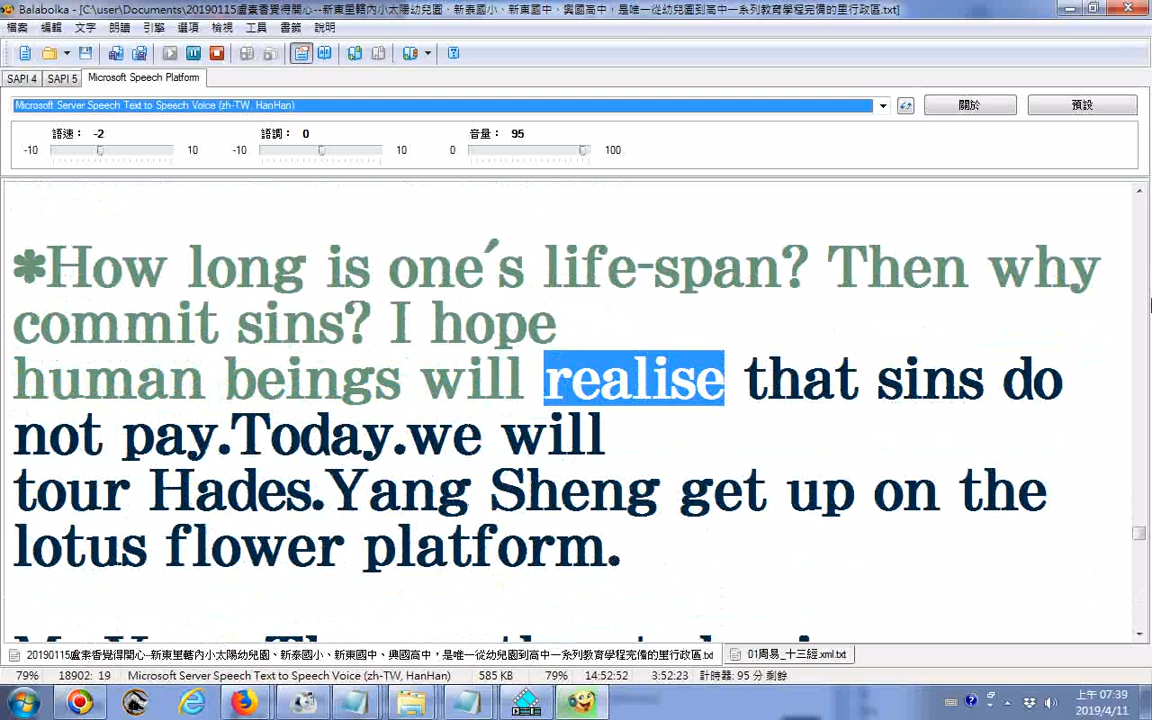 Balabolka - [C:\user\Documents\20190115盧素香覺得開心--新東里轄內小太陽幼兒園、新泰國小、新東國中、興國高中，是唯一從幼兒園到高中一系列教育學程完備的里行政區.txt]
檔案 編輯 文字 朗讀 引擎 選項 檢視 工具 書籤 說明
SAPI 4 SAPI 5 Microsoft Speech Platform
Microsoft Server Speech Text to Speech Voice (zh-TW, HanHan) 關於 預設
語速： -2 語調： 0 音量： 95
-10 10 -10 10 0 100
*How long is one´s life-span? Then why
commit sins? I hope
human beings will realise that sins do
not pay.Today.we will
tour Hades.Yang Sheng get up on the
lotus flower platform.
20190115盧素香覺得開心--新東里轄內小太陽幼兒園、新泰國小、新東國中、興國高中，是唯一從幼兒園到高中一系列教育學程完備的里行政區.txt 01周易_十三經.xml.txt
79% 18902: 19 Microsoft Server Speech Text to Speech Voice (zh-TW, HanHan) 585 KB 79% 14:52:52 3:52:23 計時器: 95 分 剩餘
上午 07:39
2019/4/11